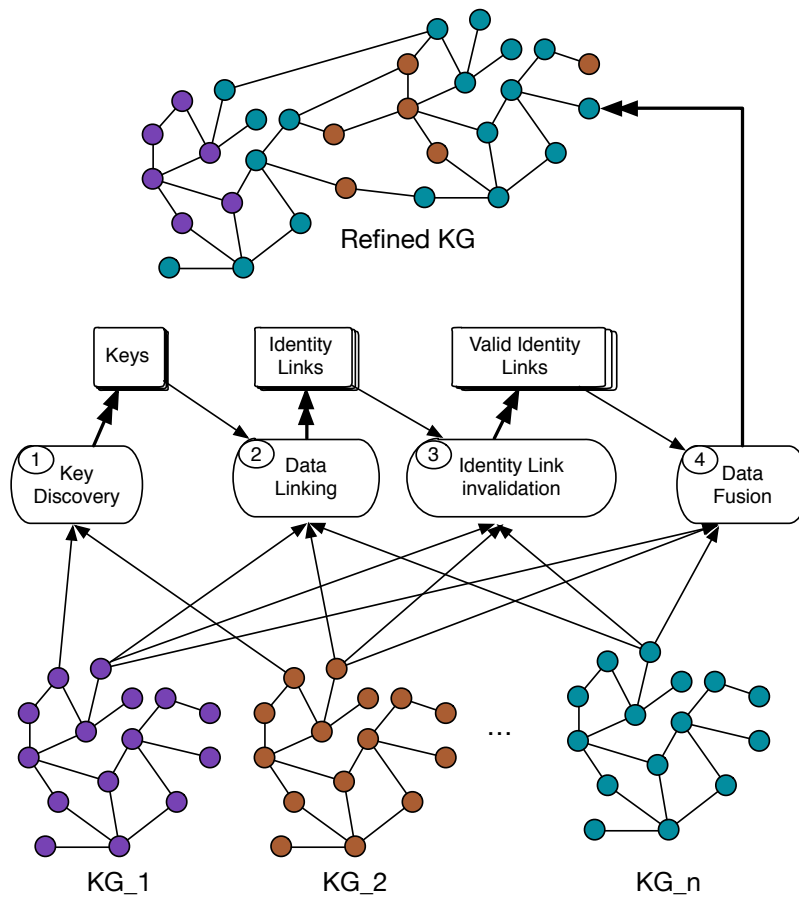 Refined KG
Keys
Identity
Links
Valid Identity
Links
1
Key
Discovery
2
Data
Linking
3
Identity Link
invalidation
4
Data
Fusion
...
KG_1
KG_2
KG_n